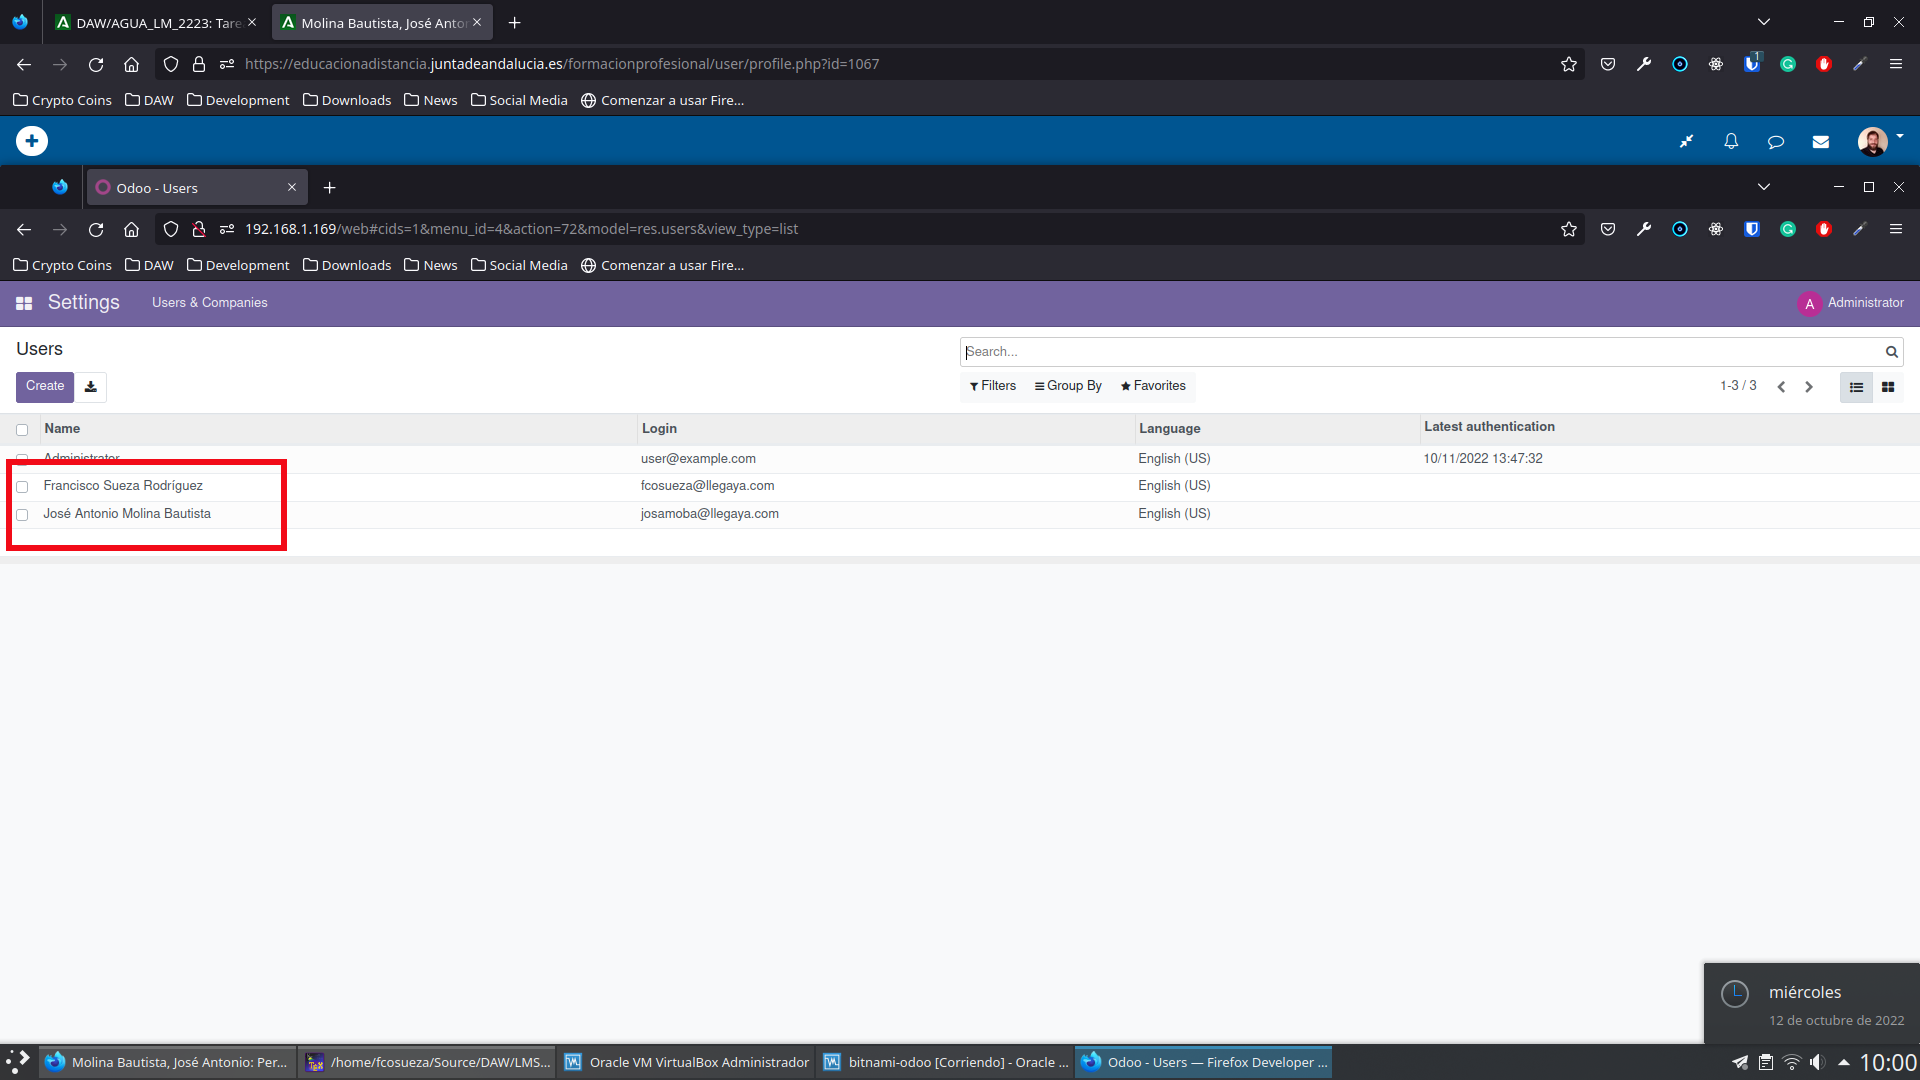 DAW/AGUA_LM_2223: Tare
Molina Bautista, José Anto
https://educacionadistancia.juntadeandalucia.es/formacionprofesional/user/profile.php?id=1067
1
Crypto Coins DAW Development Downloads News Social Media Comenzar a usar Fire...
Odoo - Users
192.168.1.169/web#cids=1&menu_id=4&action=72&model=res.users&view_type=list
Crypto Coins DAW Development Downloads News Social Media Comenzar a usar Fire...
Settings Users & Companies A Administrator
Users
Search...
Create
Filters Group By Favorites 1-3 / 3
Name Login Language Latest authentication
Administrator user@example.com English (US) 10/11/2022 13:47:32
Francisco Sueza Rodríguez fcosueza@llegaya.com English (US)
José Antonio Molina Bautista josamoba@llegaya.com English (US)
miércoles
12 de octubre de 2022
Molina Bautista, José Antonio: Per... /home/fcosueza/Source/DAW/LMS... Oracle VM VirtualBox Administrador bitnami-odoo [Corriendo] - Oracle ... Odoo - Users — Firefox Developer ... 10:00